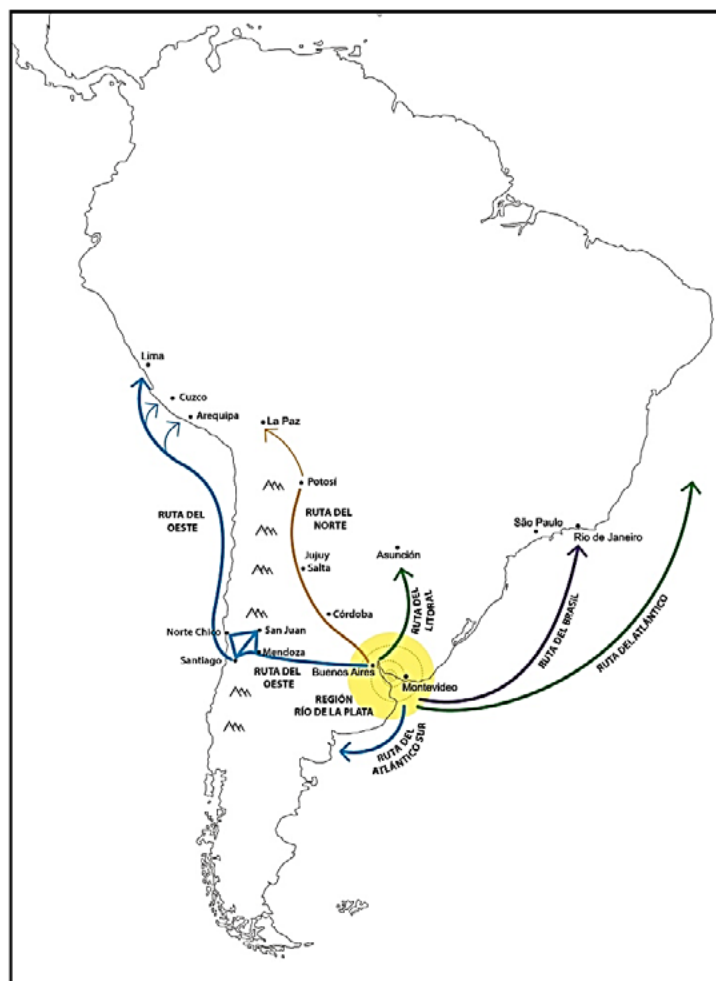 Lima
Cuzco
Arequipa
La Paz
Potosí
RUTA DEL
OESTE
RUTA DEL
NORTE
São Paulo
Rio de Janeiro
Asunción
Jujuy
Salta
RUTA DEL
LITORAL
Córdoba
RUTA DEL BRASIL
RUTA DEL ATLÁNTICO
Norte Chico
San Juan
Mendoza
Santiago
RUTA DEL
OESTE
Buenos Aires
Montevideo
REGIÓN
RÍO DE LA PLATA
RUTA DEL
ATLÁNTICO SUR